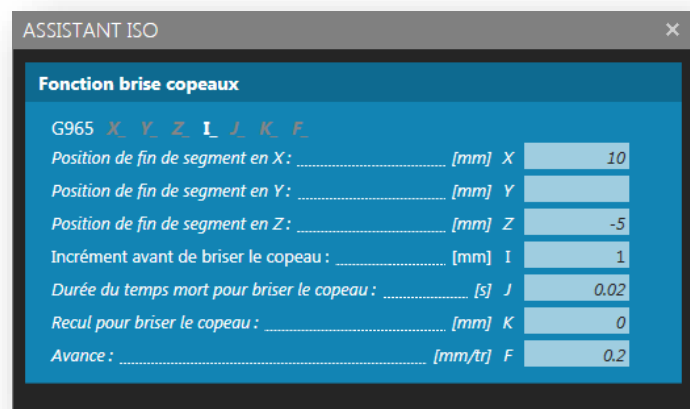 ASSISTANT ISO ×
Fonction brise copeaux
G965 X_ Y_ Z_ I_ J_ K_ F_
Position de fin de segment en X : [mm] X 10
Position de fin de segment en Y : [mm] Y
Position de fin de segment en Z : [mm] Z -5
Incrément avant de briser le copeau : [mm] I 1
Durée du temps mort pour briser le copeau : [s] J 0.02
Recul pour briser le copeau : [mm] K 0
Avance : [mm/tr] F 0.2